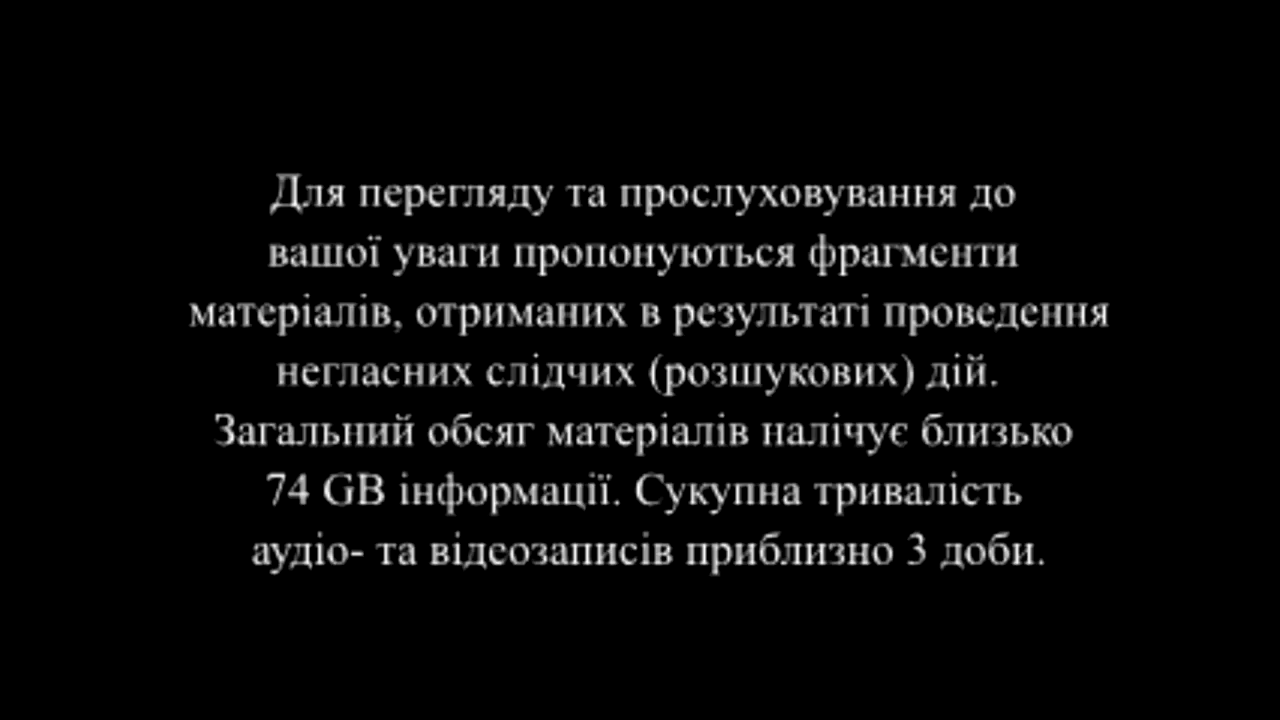 Для перегляду та прослуховування до
вашої уваги пропонуються фрагменти
матеріалів, отриманих в результаті проведення
негласних слідчих (розшукових) дій.
Загальний обсяг матеріалів налічує близько
74 GB інформації. Сукупна тривалість
аудіо- та відеозаписів приблизно 3 доби.